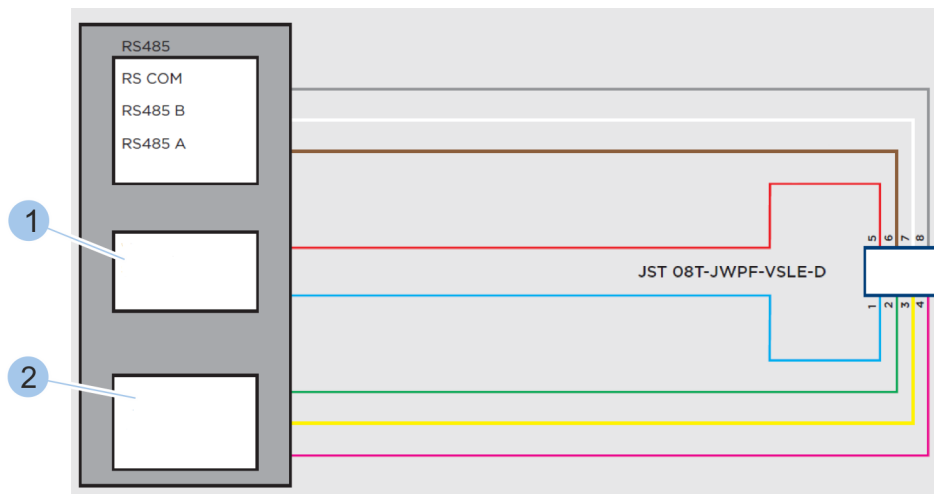 RS485
RS COM
RS485 B
RS485 A
1
5 6 7 8
JST 08T-JWPF-VSLE-D
1 2 3 4
2